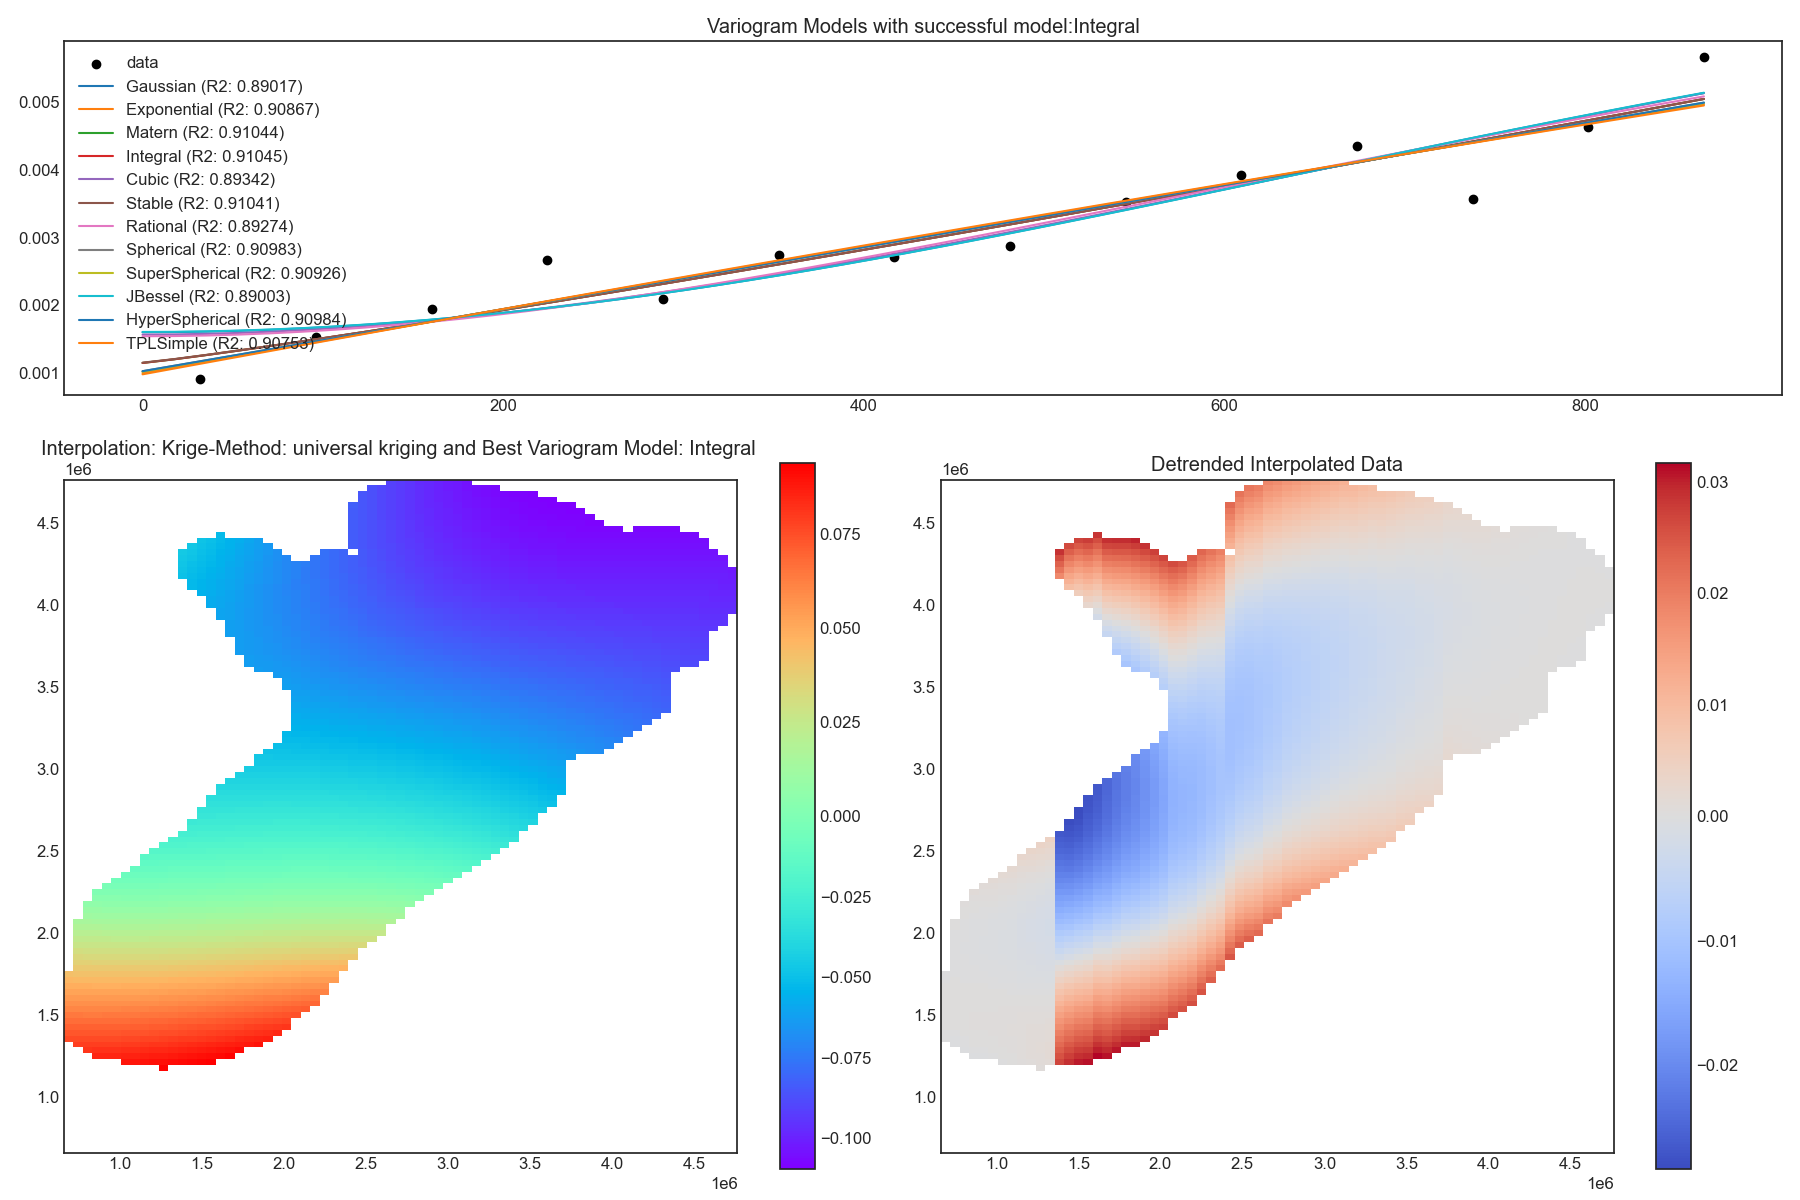 Variogram Models with successful model:Integral
data
Gaussian (R2: 0.89017)
Exponential (R2: 0.90867)
Matern (R2: 0.91044)
Integral (R2: 0.91045)
Cubic (R2: 0.89342)
Stable (R2: 0.91041)
Rational (R2: 0.89274)
Spherical (R2: 0.90983)
SuperSpherical (R2: 0.90926)
JBessel (R2: 0.89003)
HyperSpherical (R2: 0.90984)
TPLSimple (R2: 0.90753)
0.005
0.004
0.003
0.002
0.001
0 200 400 600 800
Interpolation: Krige-Method: universal kriging and Best Variogram Model: Integral
1e6
4.5
4.0
3.5
3.0
2.5
2.0
1.5
1.0
1.0 1.5 2.0 2.5 3.0 3.5 4.0 4.5
1e6
0.075
0.050
0.025
0.000
−0.025
−0.050
−0.075
−0.100
Detrended Interpolated Data
1e6
4.5
4.0
3.5
3.0
2.5
2.0
1.5
1.0
1.0 1.5 2.0 2.5 3.0 3.5 4.0 4.5
1e6
0.03
0.02
0.01
0.00
−0.01
−0.02